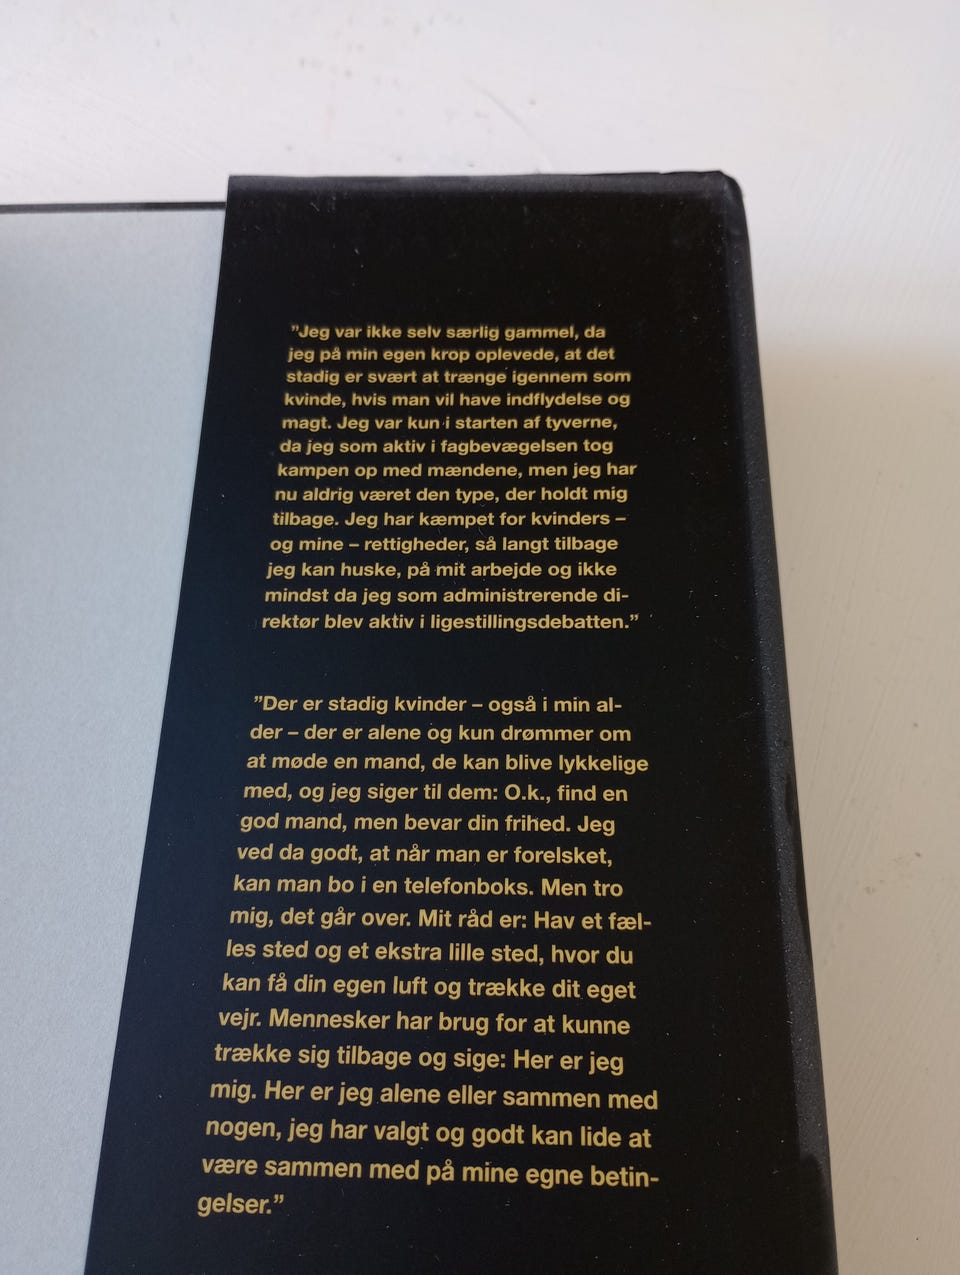 ”Jeg var ikke selv særlig gammel, da
jeg på min egen krop oplevede, at det
stadig er svært at trænge igennem som
kvinde, hvis man vil have indflydelse og
magt. Jeg var kun i starten af tyverne,
da jeg som aktiv i fagbevægelsen tog
kampen op med mændene, men jeg har
nu aldrig været den type, der holdt mig
tilbage. Jeg har kæmpet for kvinders –
og mine – rettigheder, så langt tilbage
jeg kan huske, på mit arbejde og ikke
mindst da jeg som administrerende di-
rektør blev aktiv i ligestillingsdebatten.”
”Der er stadig kvinder – også i min al-
der – der er alene og kun drømmer om
at møde en mand, de kan blive lykkelige
med, og jeg siger til dem: O.k., find en
god mand, men bevar din frihed. Jeg
ved da godt, at når man er forelsket,
kan man bo i en telefonboks. Men tro
mig, det går over. Mit råd er: Hav et fæl-
les sted og et ekstra lille sted, hvor du
kan få din egen luft og trække dit eget
vejr. Mennesker har brug for at kunne
trække sig tilbage og sige: Her er jeg
mig. Her er jeg alene eller sammen med
nogen, jeg har valgt og godt kan lide at
være sammen med på mine egne betin-
gelser.”